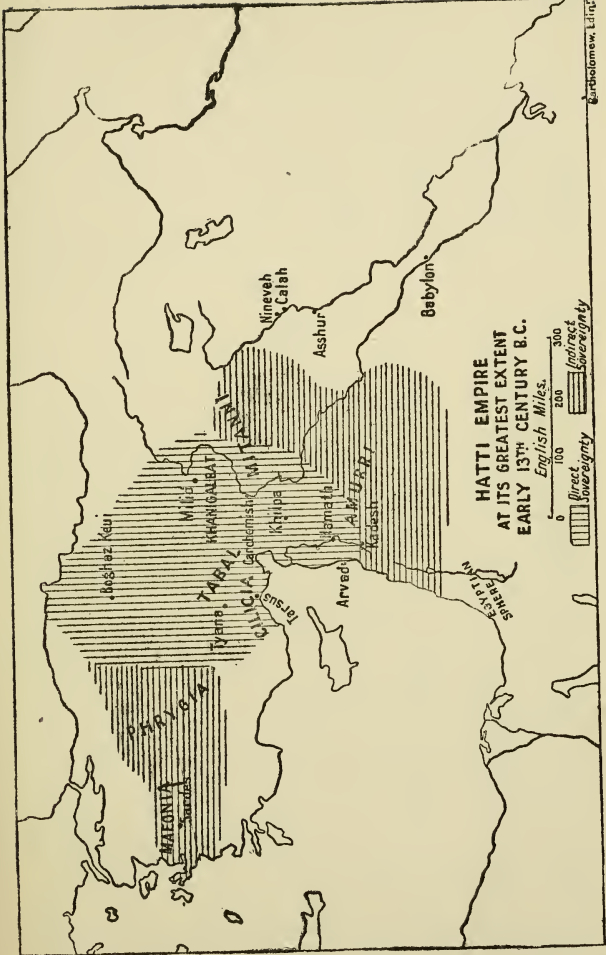 Boghaz Keui
PHRYGIA
MAEONIA
Sardes
Milid
KHANIGALBAT
TABAL
Tyana
CILICIA
Tarsus
Carchemish
MITANNI
Khilpa
Nineveh
Calah
Asshur
Hamath
AMURRI
Arvad
Kadesh
Babylon
EGYPTIAN
SPHERE
HATTI EMPIRE
AT ITS GREATEST EXTENT
EARLY 13TH CENTURY B.C.
English Miles.
0 100 200 300
Direct Sovereignty
Indirect Sovereignty
Bartholomew, Edin